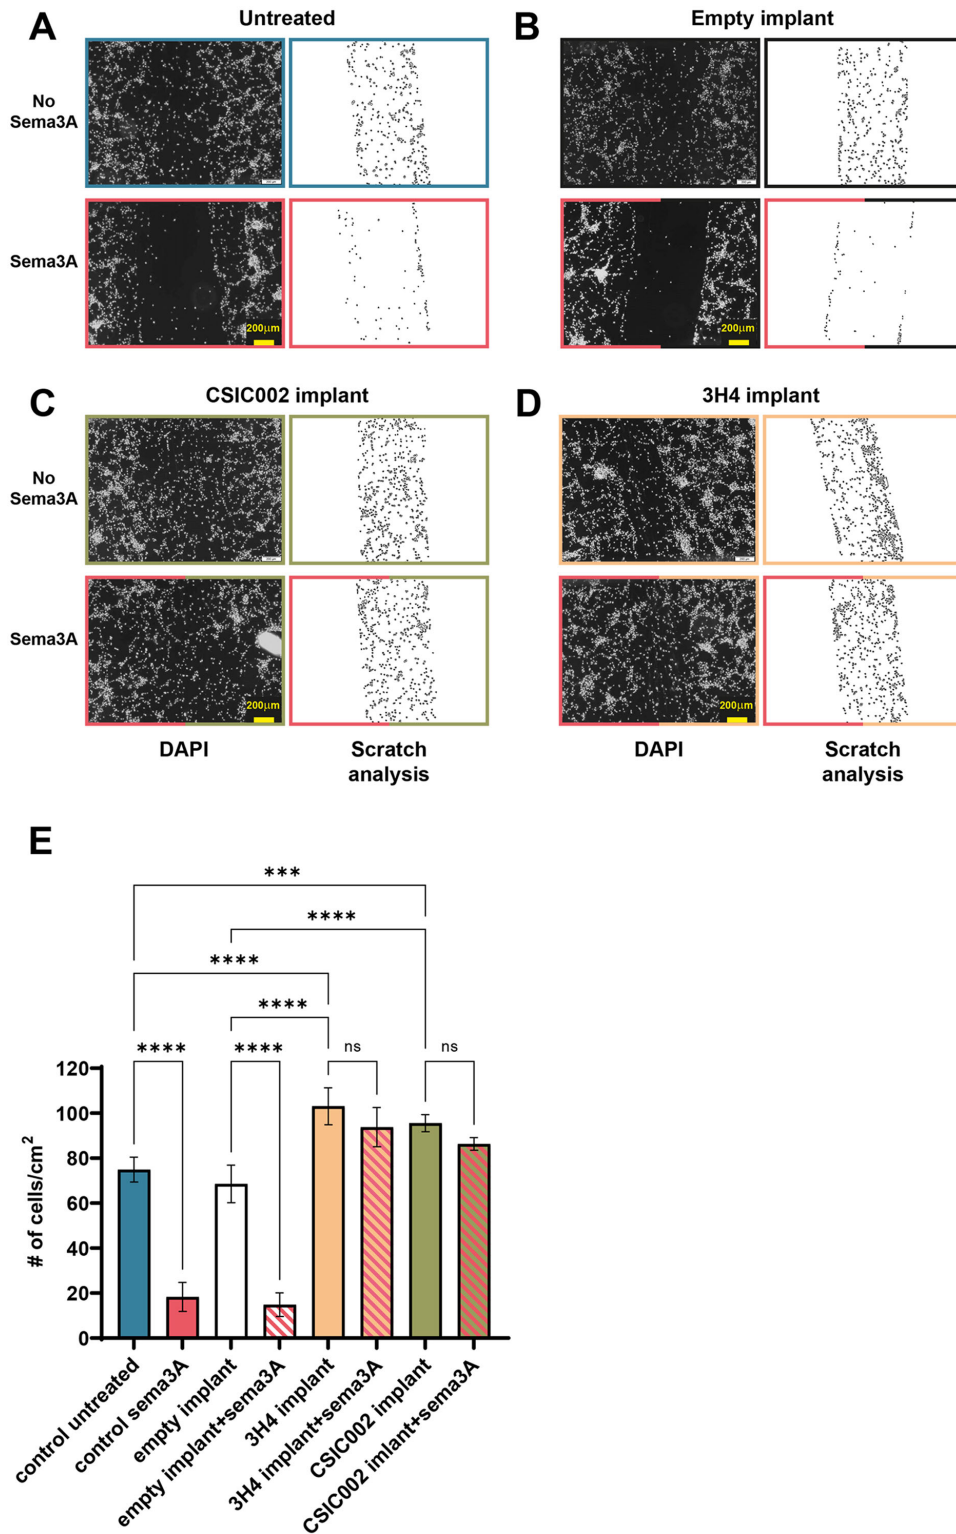 A
Untreated
B
Empty implant
No
Sema3A
Sema3A
200µm
200µm
C
CSIC002 implant
D
3H4 implant
No
Sema3A
Sema3A
200µm
200µm
DAPI
Scratch
analysis
DAPI
Scratch
analysis
E
***
****
****
****
****
****
ns
ns
120
100
80
60
40
20
0
# of cells/cm2
control untreated
control sema3A
empty implant
empty implant+sema3A
3H4 implant
3H4 implant+sema3A
CSIC002 implant
CSIC002 imlant+sema3A